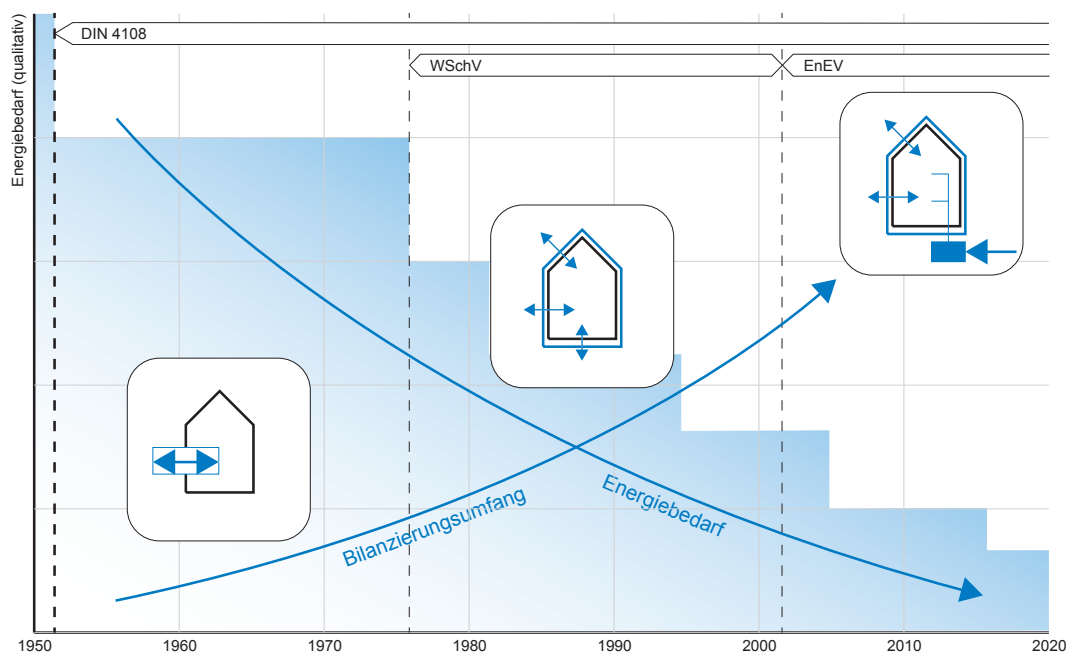 Energiebedarf (qualitativ)
DIN 4108
WSchV
EnEV
Bilanzierungsumfang
Energiebedarf
1950
1960
1970
1980
1990
2000
2010
2020